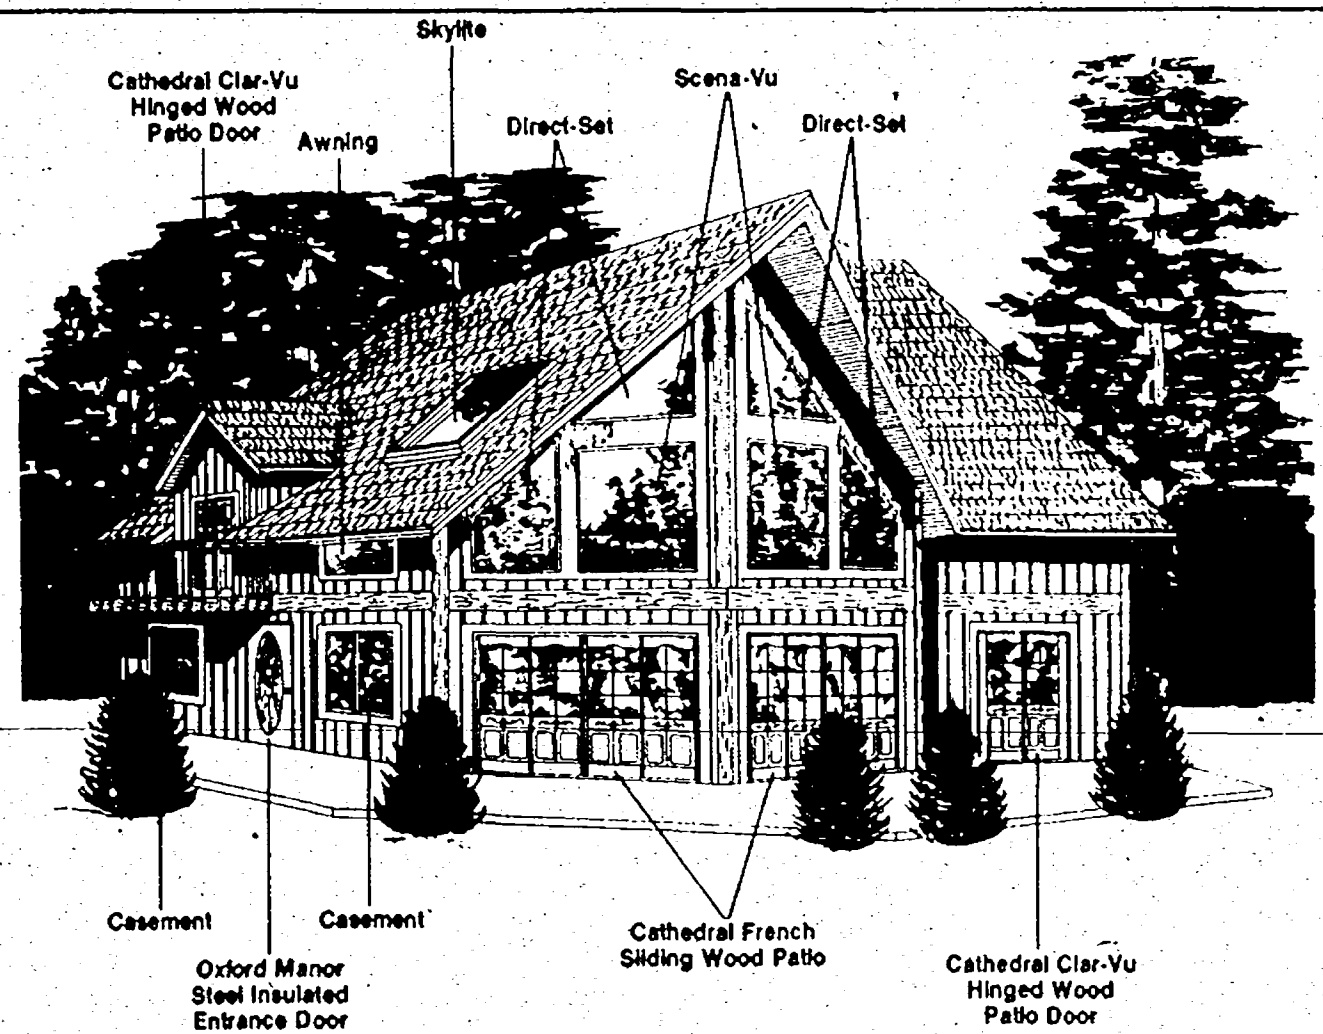 Skylite
Cathedral Clar-Vu
Hinged Wood
Patio Door
Awning
Direct-Set
Scena-Vu
Direct-Set
Casement
Oxford Manor
Steel Insulated
Entrance Door
Casement
Cathedral French
Sliding Wood Patio
Cathedral Clar-Vu
Hinged Wood
Patio Door